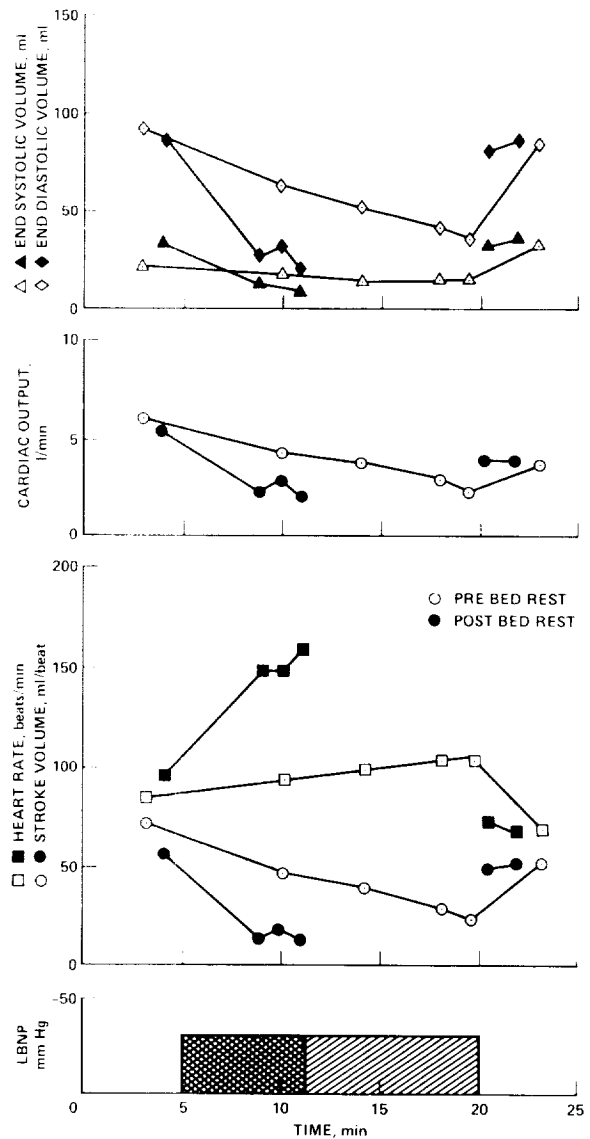 △ ▲ END SYSTOLIC VOLUME, ml
◇ ◆ END DIASTOLIC VOLUME, ml
150
100
50
0
CARDIAC OUTPUT,
l/min
10
5
0
□ ■ HEART RATE, beats/min
○ ● STROKE VOLUME, ml/beat
200
150
100
50
0
○ PRE BED REST
● POST BED REST
LBNP
mm Hg
-50
0
0 5 10 15 20 25
TIME, min